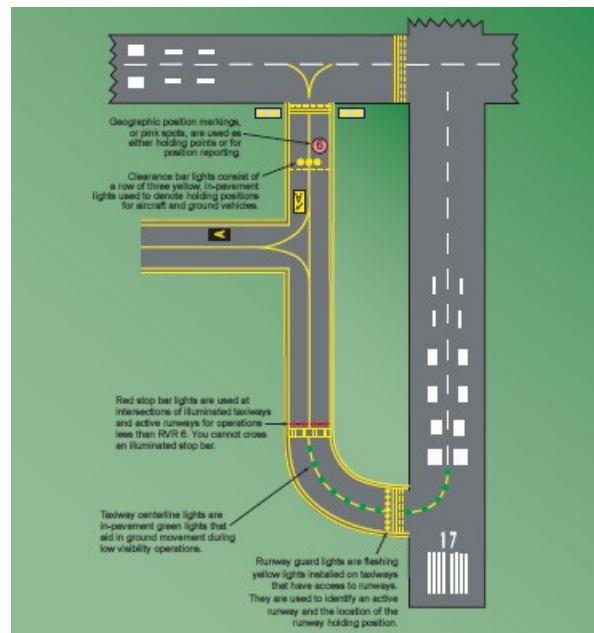 Geographic position markings,
or pink spots, are used as
either holding points or for
position reporting.
Clearance bar lights consist of
a row of three yellow, in-pavement
lights used to denote holding positions
for aircraft and ground vehicles.
A
Red stop bar lights are used at
intersections of illuminated taxiways
and active runways for operations
less than RVR 6. You cannot cross
an illuminated stop bar.
Taxiway centerline lights are
in-pavement green lights that
aid in ground movement during
low visibility operations.
17
Runway guard lights are flashing
yellow lights installed on taxiways
that have access to runways.
They are used to identify an active
runway and the location of the
runway holding position.